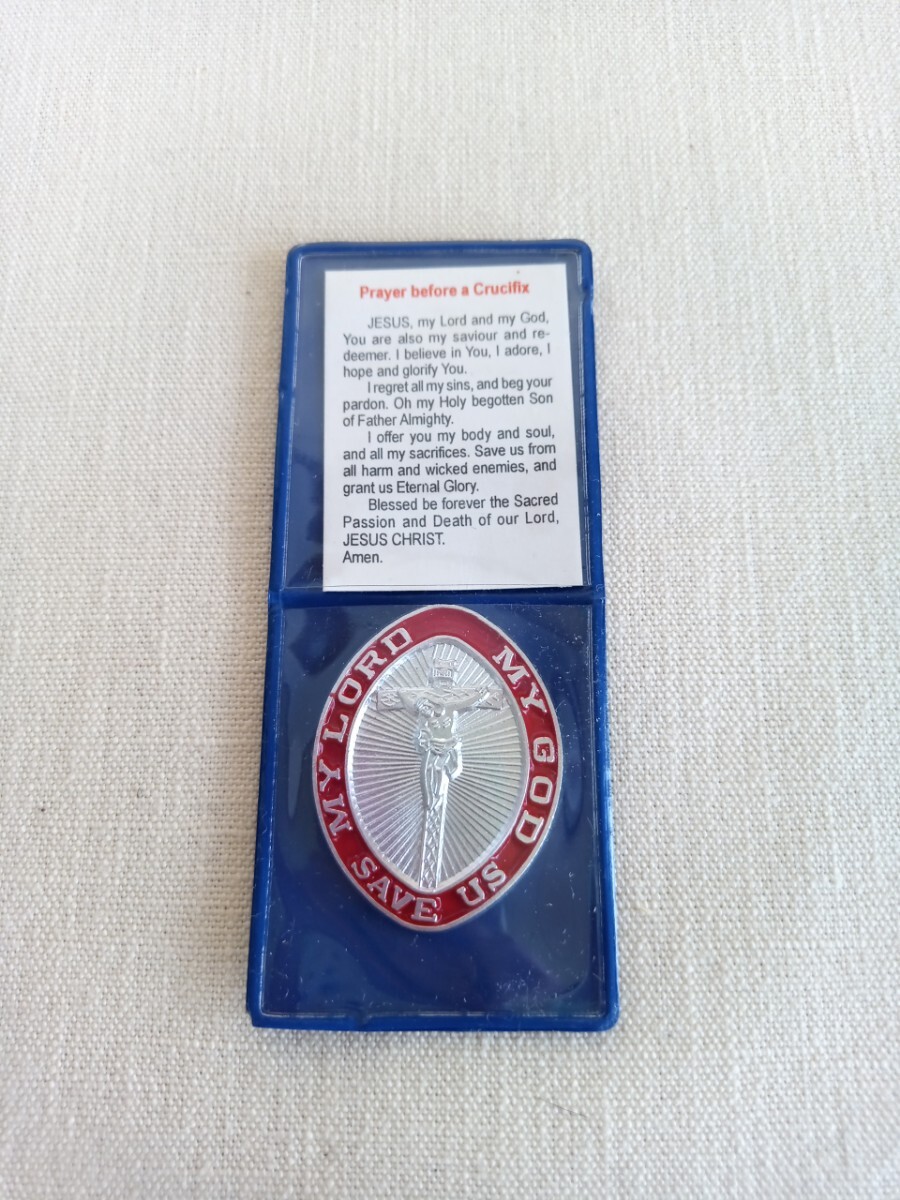 Prayer before a Crucifix
JESUS, my Lord and my God,
You are also my saviour and re-
deemer. I believe in You, I adore, I
hope and glorify You.
I regret all my sins, and beg your
pardon. Oh my Holy begotten Son
of Father Almighty.
I offer you my body and soul,
and all my sacrifices. Save us from
all harm and wicked enemies, and
grant us Eternal Glory.
Blessed be forever the Sacred
Passion and Death of our Lord,
JESUS CHRIST.
Amen.
MY LORD MY GOD
SAVE US